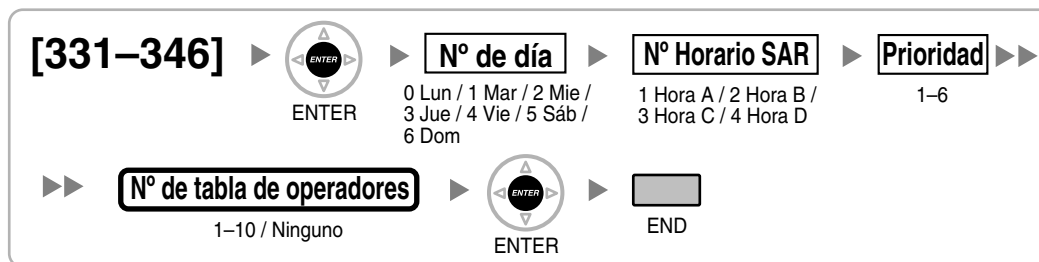 [331–346]
ENTER
ENTER
Nº de día
0 Lun / 1 Mar / 2 Mie /
3 Jue / 4 Vie / 5 Sáb /
6 Dom
Nº Horario SAR
1 Hora A / 2 Hora B /
3 Hora C / 4 Hora D
Prioridad
1–6
Nº de tabla de operadores
1–10 / Ninguno
ENTER
ENTER
END